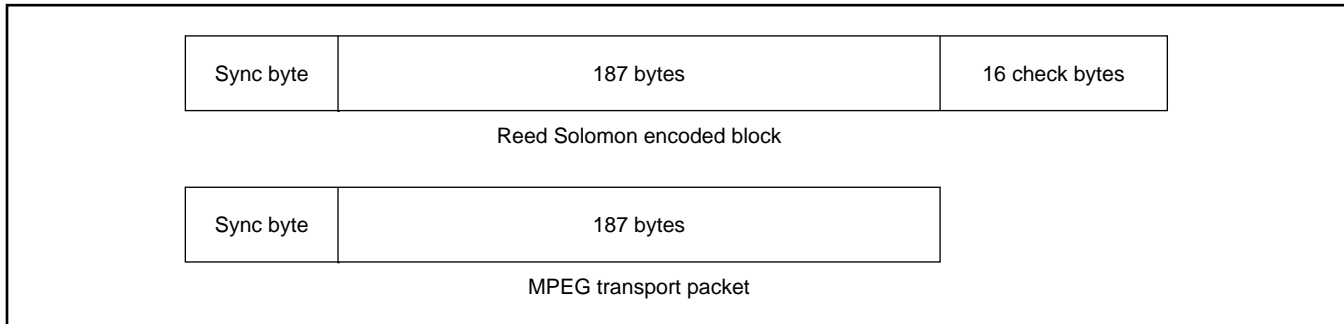 Sync byte 187 bytes 16 check bytes
Reed Solomon encoded block
Sync byte 187 bytes
MPEG transport packet